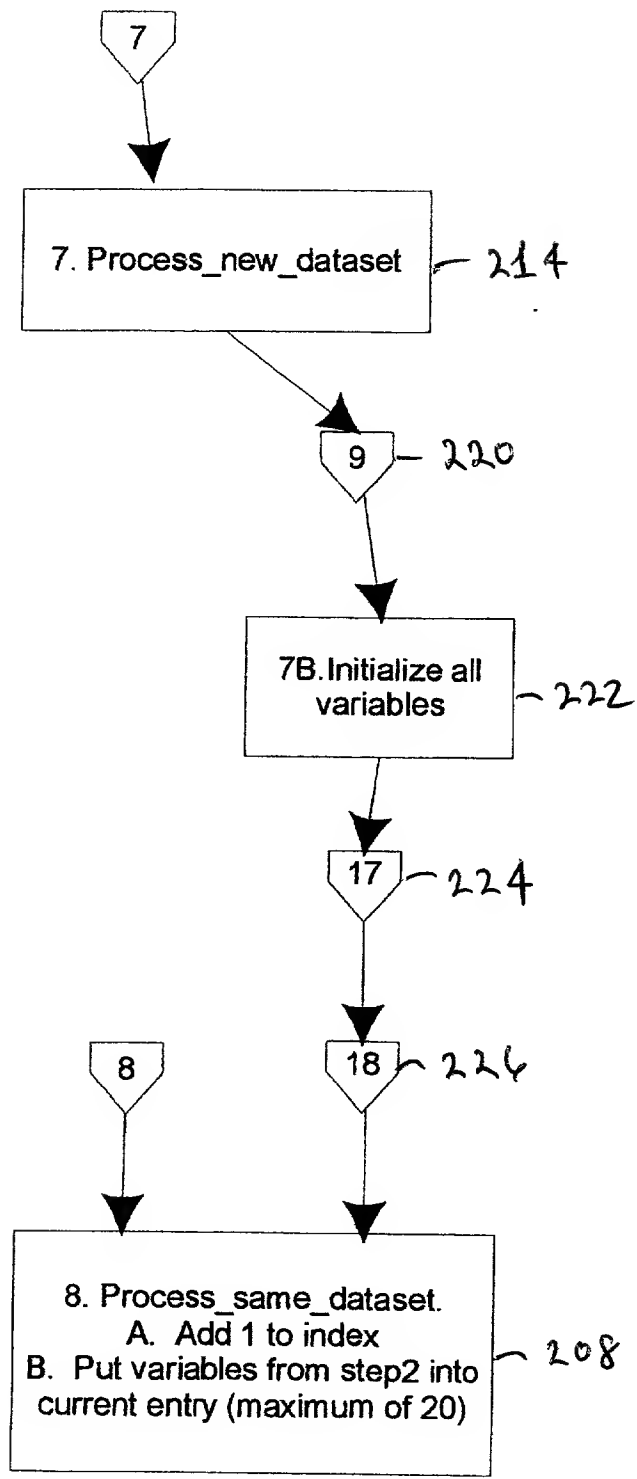 7
7. Process_new_dataset
214
9
220
7B.Initialize all
variables
222
17
224
8
18
226
8. Process_same_dataset.
A. Add 1 to index
B. Put variables from step2 into
current entry (maximum of 20)
208